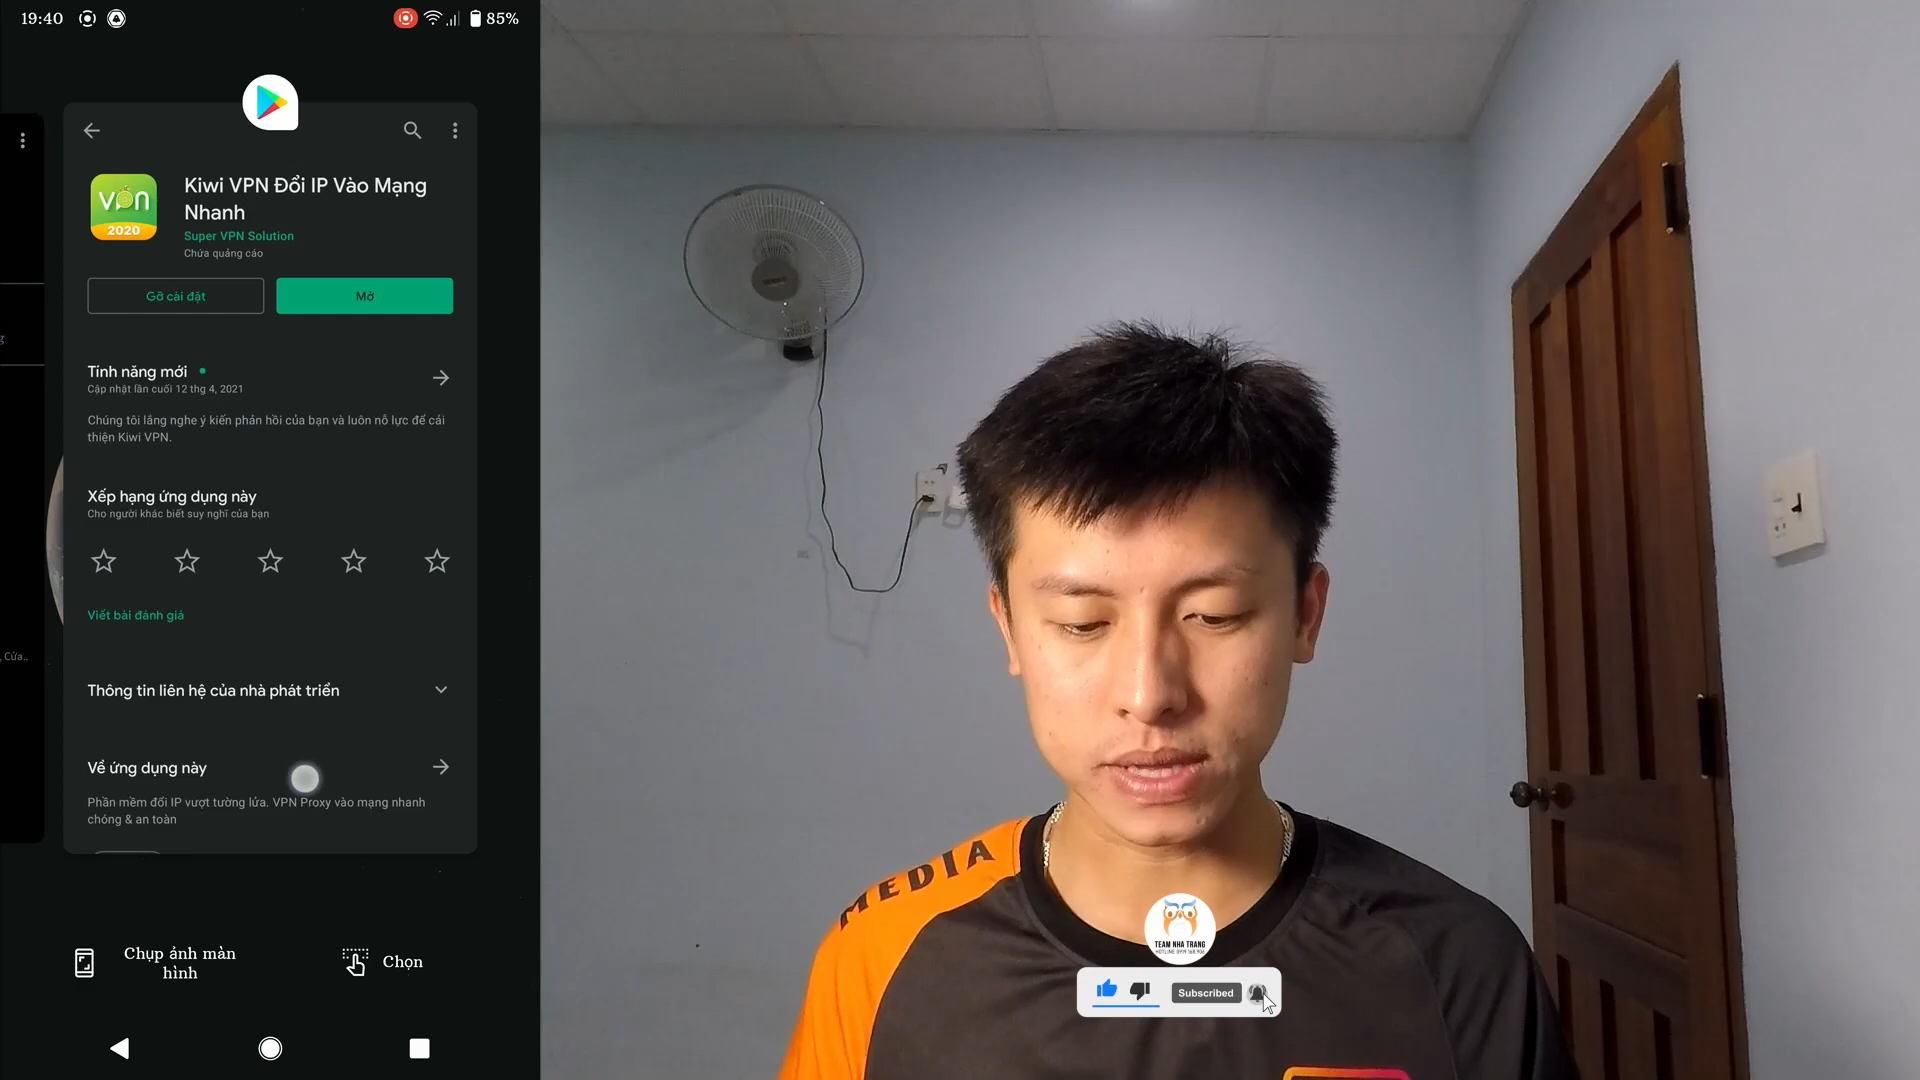 19:40
85%
Kiwi VPN Đổi IP Vào Mạng
Nhanh
Super VPN Solution
Chứa quảng cáo
vpn
2020
Gỡ cài đặt
Mở
Tính năng mới
Cập nhật lần cuối 12 thg 4, 2021
Chúng tôi lắng nghe ý kiến phản hồi của bạn và luôn nỗ lực để cải
thiện Kiwi VPN.
Xếp hạng ứng dụng này
Cho người khác biết suy nghĩ của bạn
Viết bài đánh giá
, Cửa..
Thông tin liên hệ của nhà phát triển
Về ứng dụng này
Phần mềm đổi IP vượt tường lửa. VPN Proxy vào mạng nhanh
chóng & an toàn
Chụp ảnh màn
hình
Chọn
MEDIA
TEAM NHA TRANG
HOTLINE 0919.168.906
Subscribed